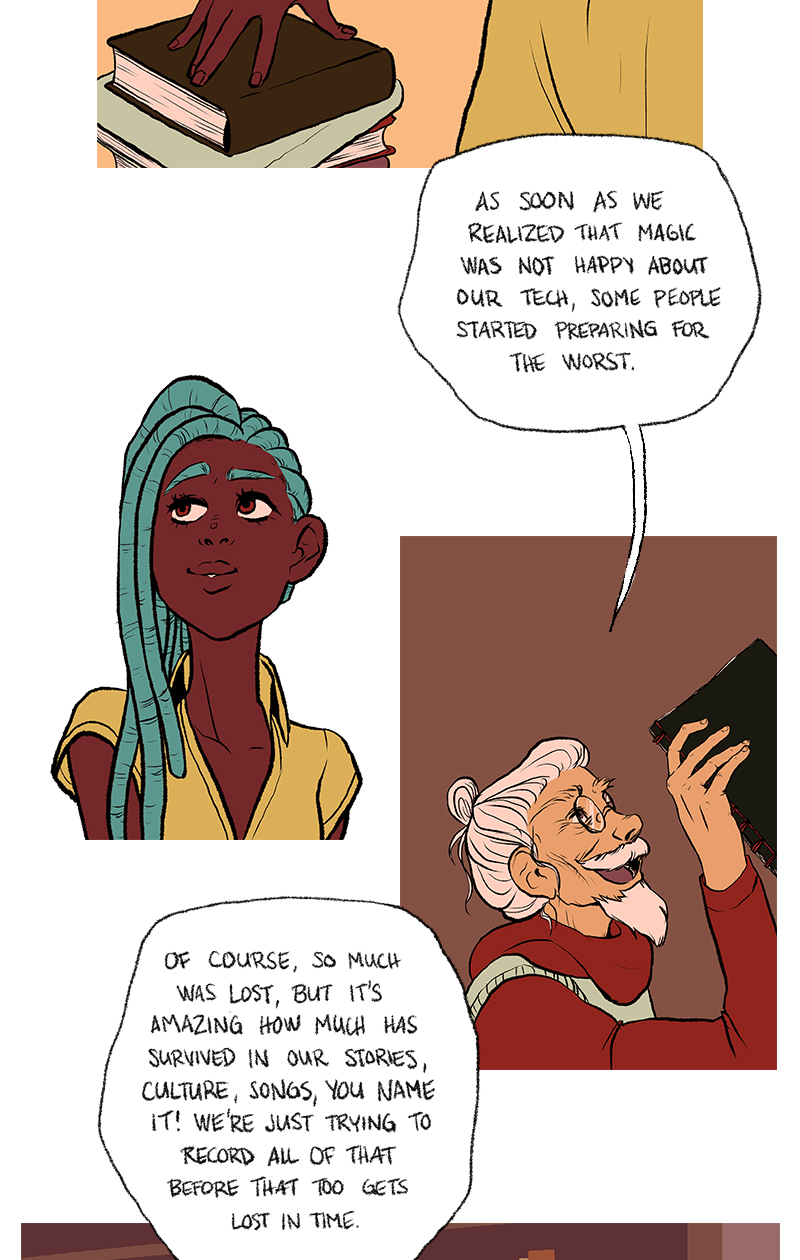 AS SOON AS WE
REALIZED THAT MAGIC
WAS NOT HAPPY ABOUT
OUR TECH, SOME PEOPLE
STARTED PREPARING FOR
THE WORST.
OF COURSE, SO MUCH
WAS LOST, BUT IT'S
AMAZING HOW MUCH HAS
SURVIVED IN OUR STORIES,
CULTURE, SONGS, YOU NAME
IT! WE'RE JUST TRYING TO
RECORD ALL OF THAT
BEFORE THAT TOO GETS
LOST IN TIME.